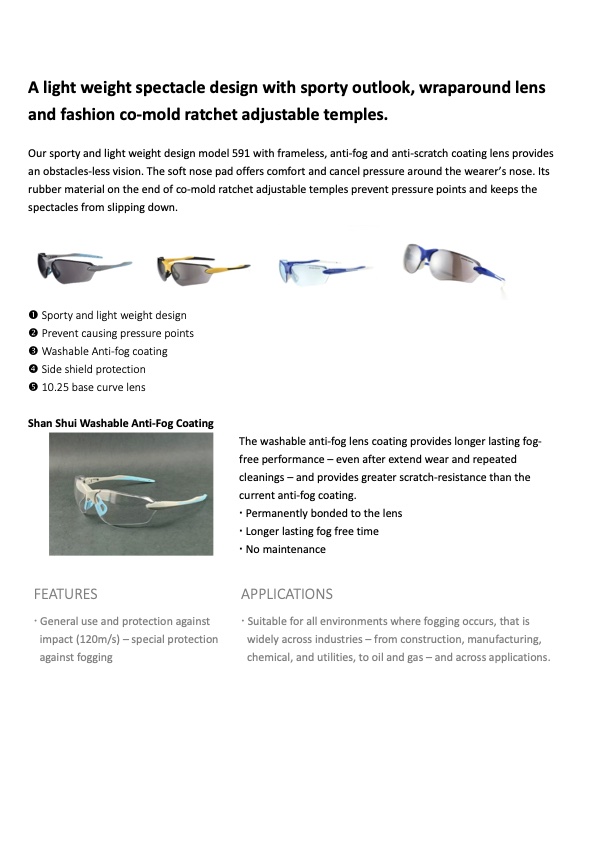 A light weight spectacle design with sporty outlook, wraparound lens
and fashion co-mold ratchet adjustable temples.
Our sporty and light weight design model 591 with frameless, anti-fog and anti-scratch coating lens provides
an obstacles-less vision. The soft nose pad offers comfort and cancel pressure around the wearer's nose. Its
rubber material on the end of co-mold ratchet adjustable temples prevent pressure points and keeps the
spectacles from slipping down.
❶ Sporty and light weight design
❷ Prevent causing pressure points
❸ Washable Anti-fog coating
❹ Side shield protection
❺ 10.25 base curve lens
Shan Shui Washable Anti-Fog Coating
The washable anti-fog lens coating provides longer lasting fog-
free performance – even after extend wear and repeated
cleanings – and provides greater scratch-resistance than the
current anti-fog coating.
· Permanently bonded to the lens
· Longer lasting fog free time
· No maintenance
FEATURES
· General use and protection against
impact (120m/s) – special protection
against fogging
APPLICATIONS
· Suitable for all environments where fogging occurs, that is
widely across industries – from construction, manufacturing,
chemical, and utilities, to oil and gas – and across applications.